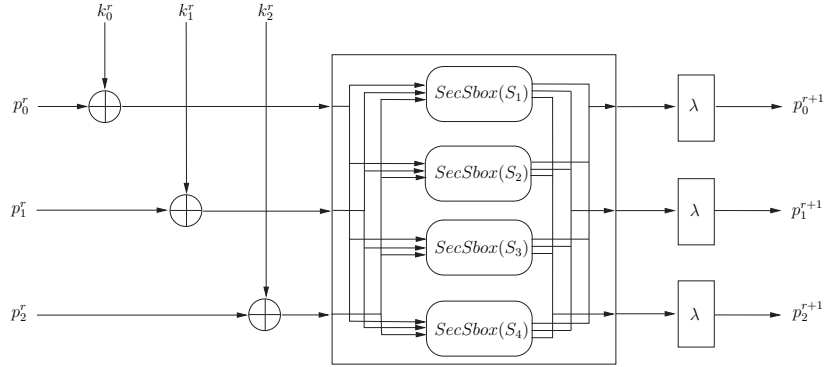 k_0^r k_1^r k_2^r
p_0^r SecSbox(S_1) λ p_0^{r+1}
SecSbox(S_2)
p_1^r λ p_1^{r+1}
SecSbox(S_3)
p_2^r SecSbox(S_4) λ p_2^{r+1}